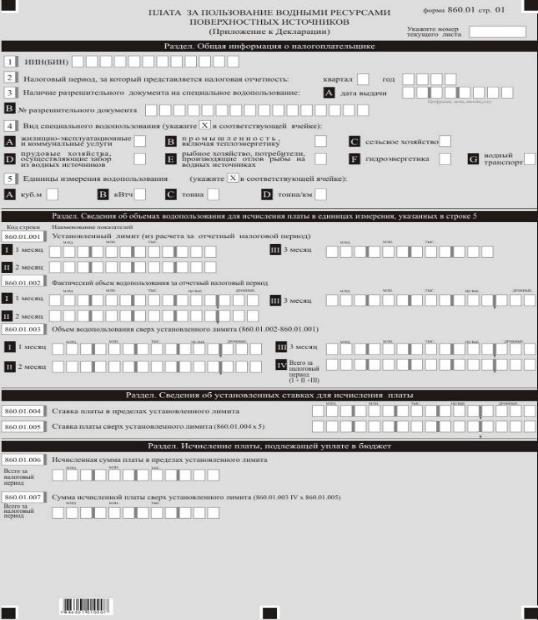 ПЛАТА ЗА ПОЛЬЗОВАНИЕ ВОДНЫМИ РЕСУРСАМИ
ПОВЕРХНОСТНЫХ ИСТОЧНИКОВ
(Приложение к Декларации)
форма 860.01 стр. 01
Укажите номер
текущего листа
Раздел. Общая информация о налогоплательщике
1 ИИН(БИН)
2 Налоговый период, за который представляется налоговая отчетность: квартал год
3 Наличие разрешительного документа на специальное водопользование: A дата выдачи
B № разрешительного документа
4 Вид специального водопользования (укажите X в соответствующей ячейке):
A жилищно-эксплуатационные и коммунальные услуги
B промышленность, включая теплоэнергетику
C сельское хозяйство
D прудовые хозяйства, осуществляющие забор из водных источников
E рыбное хозяйство, потребители, производящие отлов рыбы на водных источниках
F гидроэнергетика
G водный транспорт
5 Единицы измерения водопользования (укажите X в соответствующей ячейке):
A куб.м B кВтч C тонна D тонна/км
Раздел. Сведения об объемах водопользования для исчисления платы в единицах измерения, указанных в строке 5
Код строки Наименование показателей
860.01.001 Установленный лимит (из расчета за отчетный налоговый период)
млрд. млн. тыс.
I 1 месяц III 3 месяц
II 2 месяц
860.01.002 Фактический объем водопользования за отчетный налоговый период
I 1 месяц III 3 месяц
II 2 месяц
860.01.003 Объем водопользования сверх установленного лимита (860.01.002-860.01.001)
I 1 месяц III 3 месяц
II 2 месяц IV Всего за налоговый период (I + II +III)
Раздел. Сведения об установленных ставках для исчисления платы
860.01.004 Ставка платы в пределах установленного лимита
860.01.005 Ставка платы сверх установленного лимита (860.01.004 x 5)
Раздел. Исчисление платы, подлежащей уплате в бюджет
860.01.006 Исчисленная сумма платы в пределах установленного лимита
Всего за налоговый период
860.01.007 Сумма исчисленной платы сверх установленного лимита (860.01.003 IV x 860.01.005)
Всего за налоговый период